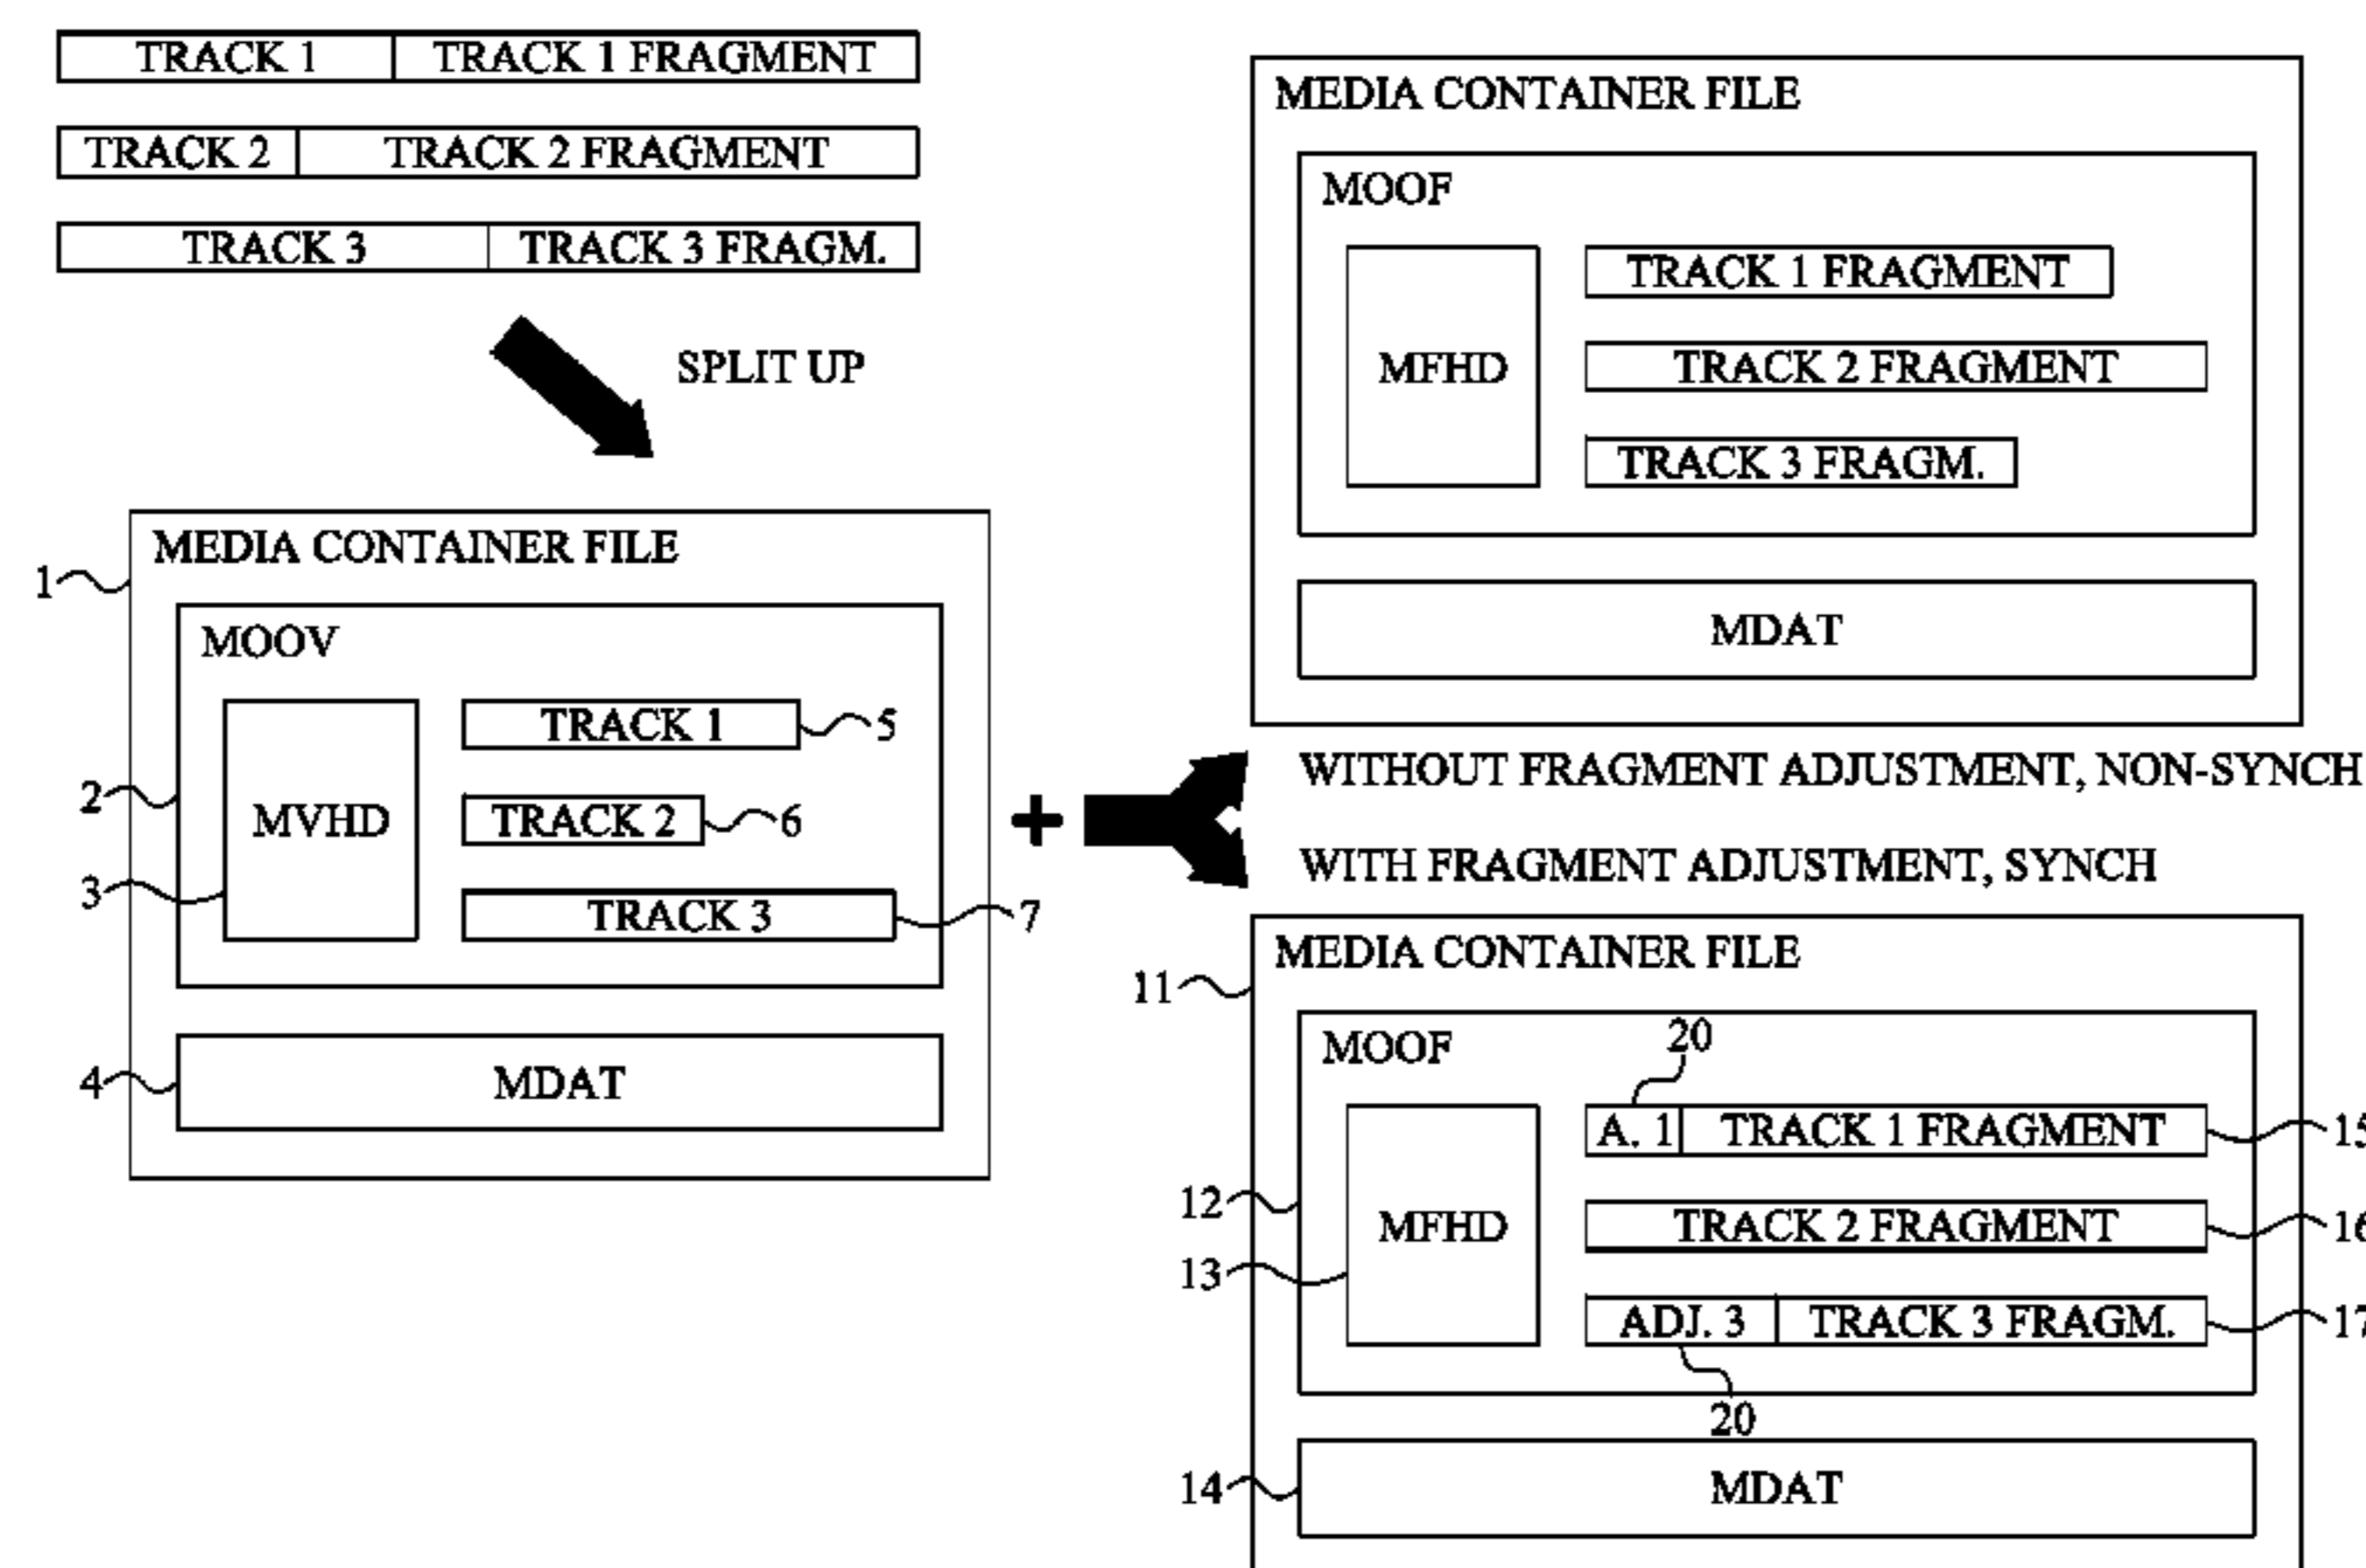 TRACK 1 TRACK 1 FRAGMENT
TRACK 2 TRACK 2 FRAGMENT
TRACK 3 TRACK 3 FRAGM.
SPLIT UP
MEDIA CONTAINER FILE
1
MOOV
2
MVHD
3
TRACK 1
5
TRACK 2
6
TRACK 3
7
4
MDAT
+
MEDIA CONTAINER FILE
MOOF
MFHD
TRACK 1 FRAGMENT
TRACK 2 FRAGMENT
TRACK 3 FRAGM.
MDAT
WITHOUT FRAGMENT ADJUSTMENT, NON-SYNCH
WITH FRAGMENT ADJUSTMENT, SYNCH
MEDIA CONTAINER FILE
11
MOOF
20
12
MFHD
13
A. 1 TRACK 1 FRAGMENT
15
TRACK 2 FRAGMENT
16
ADJ. 3 TRACK 3 FRAGM.
17
20
14
MDAT